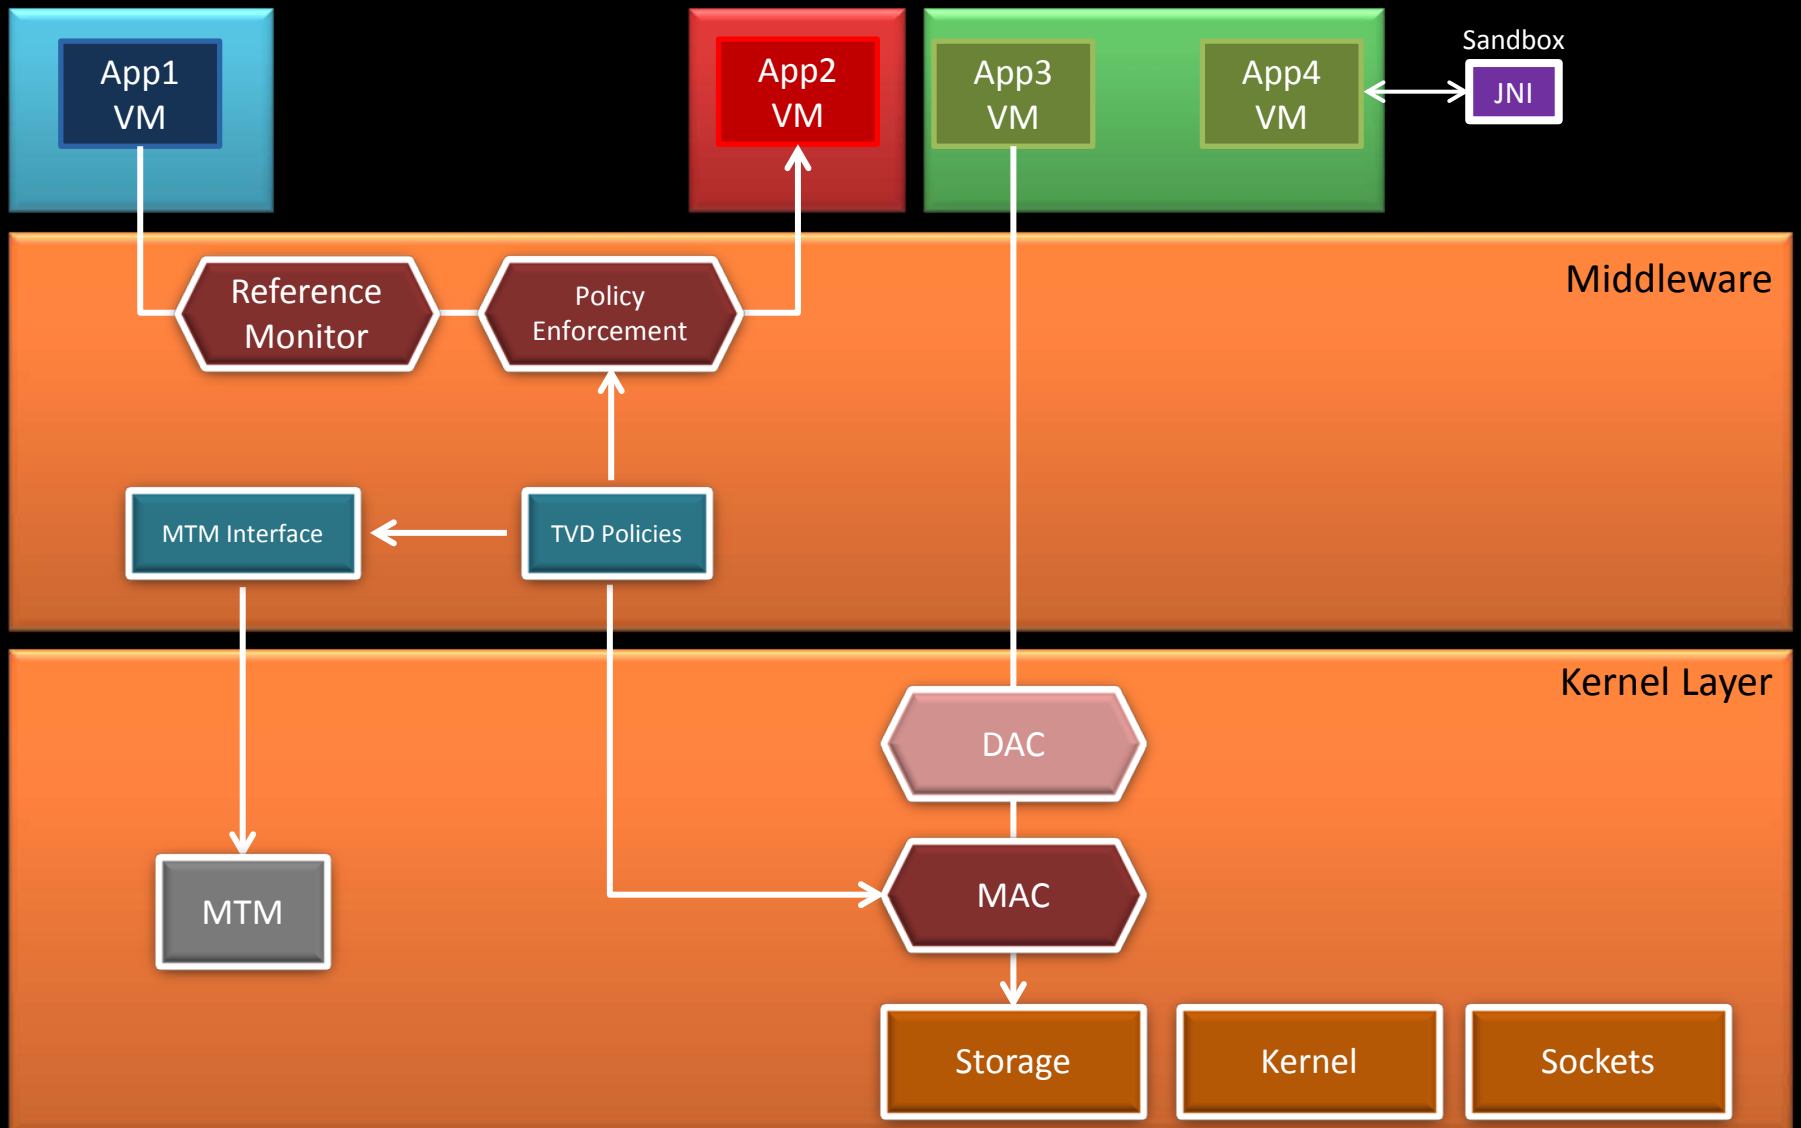 App1
VM
App2
VM
App3
VM
App4
VM
Sandbox
JNI
Middleware
Reference
Monitor
Policy
Enforcement
MTM Interface
TVD Policies
Kernel Layer
DAC
MAC
MTM
Storage
Kernel
Sockets